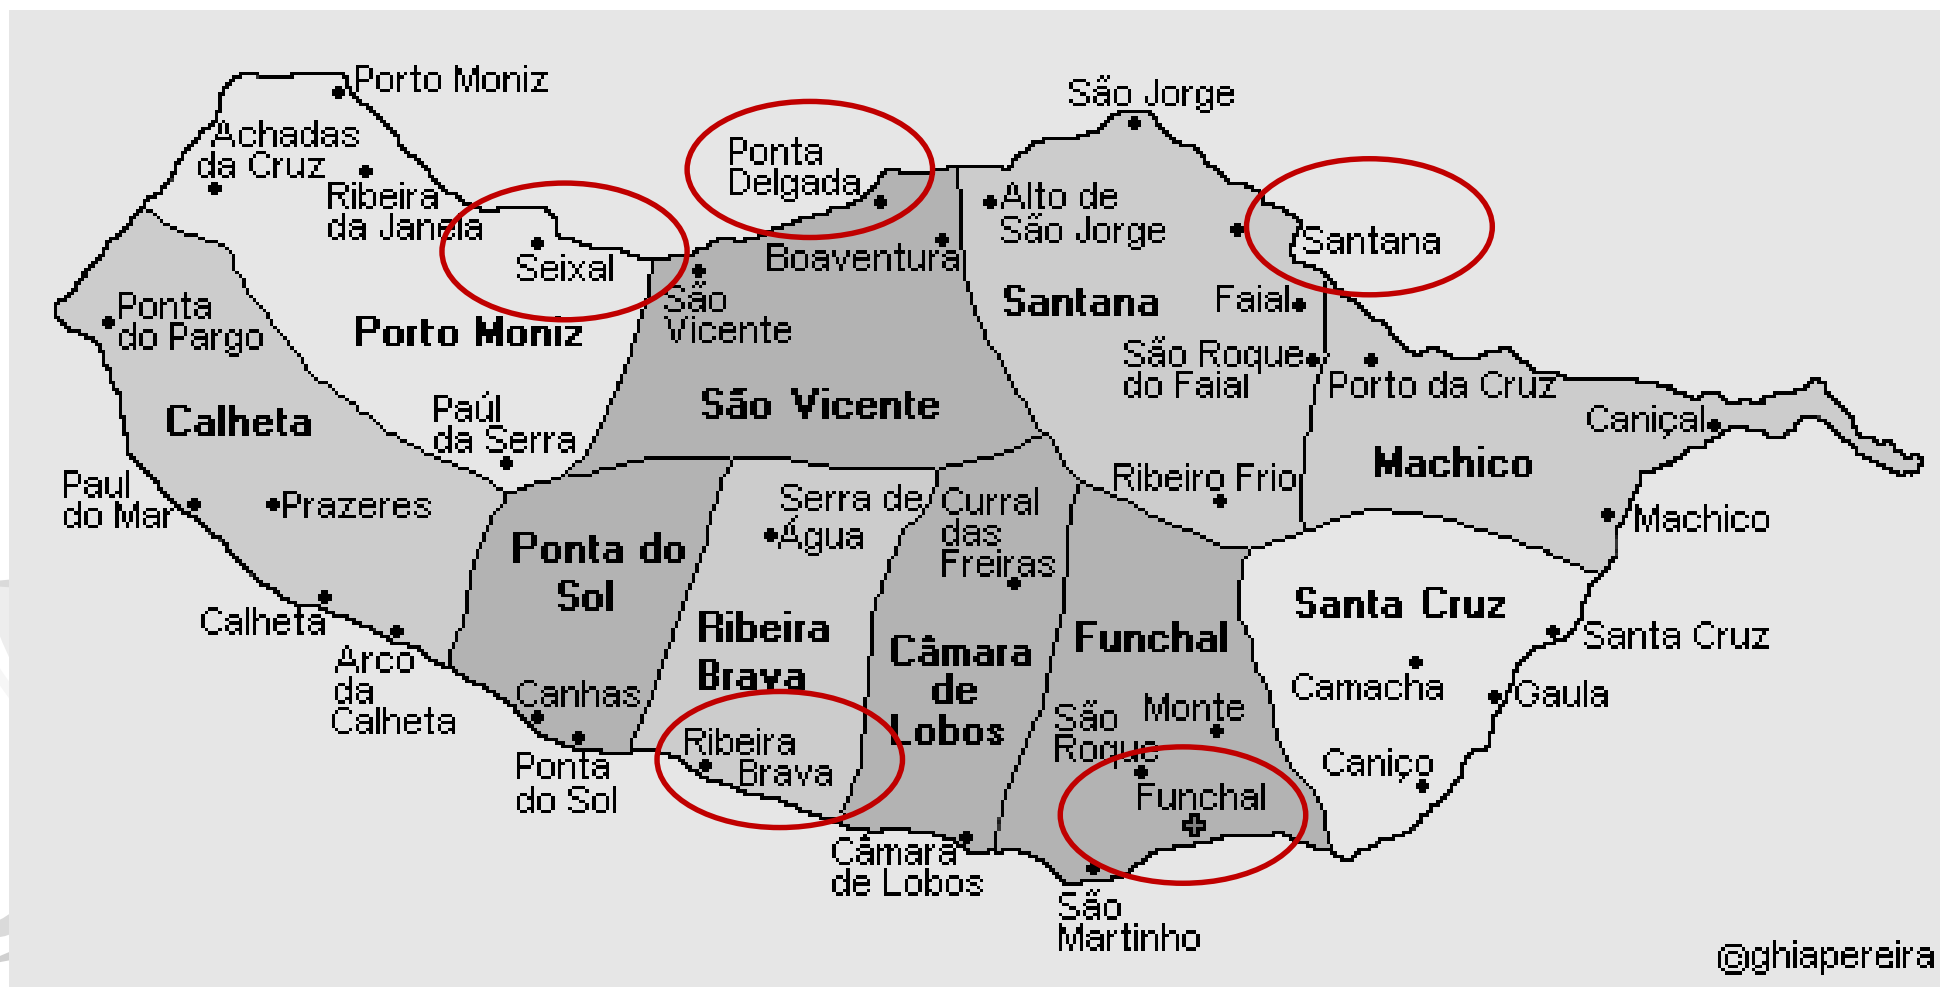 Porto Moniz
São Jorge
Achadas
da Cruz
Ponta
Delgada
Ribeira
da Janela
Alto de
São Jorge
Santana
Seixal
Boaventura
Ponta
do Pargo
São
Vicente
Santana
Faial
Porto Moniz
São Roque
do Faial
Porto da Cruz
Calheta
Paúl
da Serra
São Vicente
Caniçal
Machico
Paul
do Mar
Prazeres
Serra de
Água
Curral
das
Freiras
Ribeiro Frio
Machico
Ponta do
Sol
Calheta
Ribeira
Brava
Câmara
de
Lobos
Funchal
Santa Cruz
Santa Cruz
Arco
da
Calheta
Canhas
Camacha
Gaula
Ribeira
Brava
São
Roque
Monte
Ponta
do Sol
Funchal
Caniço
Câmara
de Lobos
São
Martinho
©ghiapereira